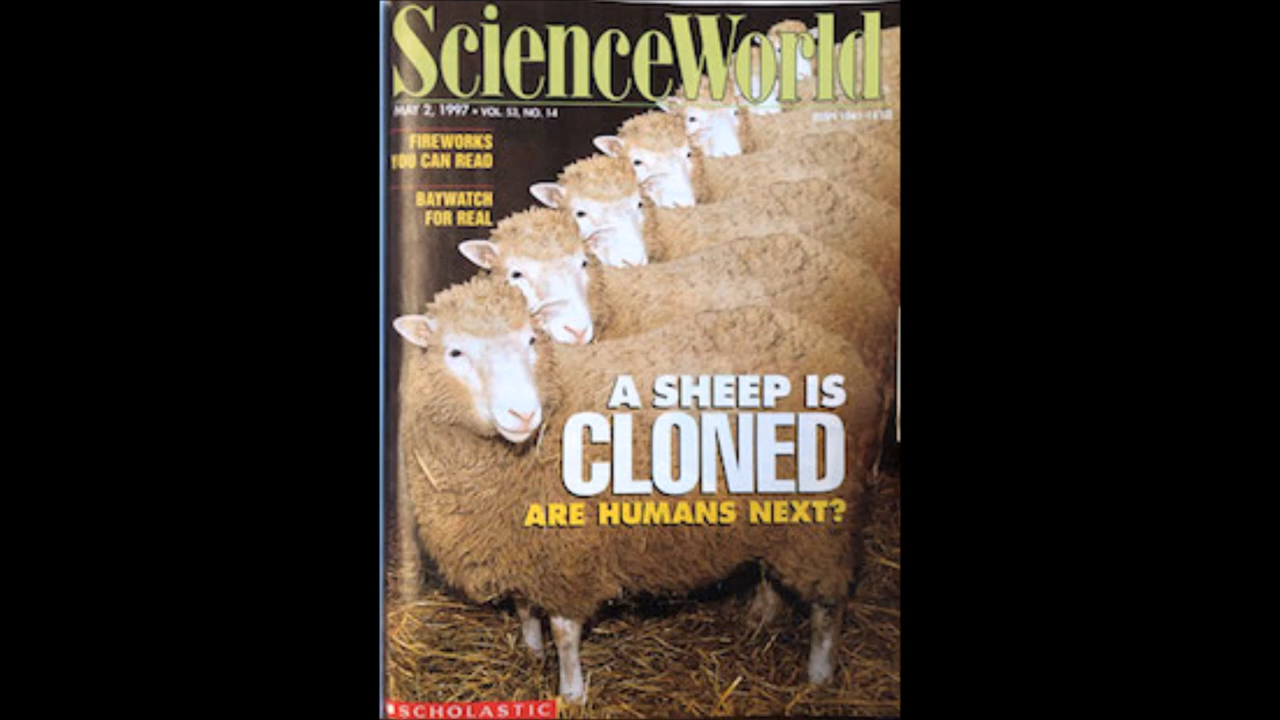 ScienceWorld
MAY 2, 1997 • VOL. 53, NO. 14
FIREWORKS
YOU CAN READ
BAYWATCH
FOR REAL
A SHEEP IS
CLONED
ARE HUMANS NEXT?
SCHOLASTIC